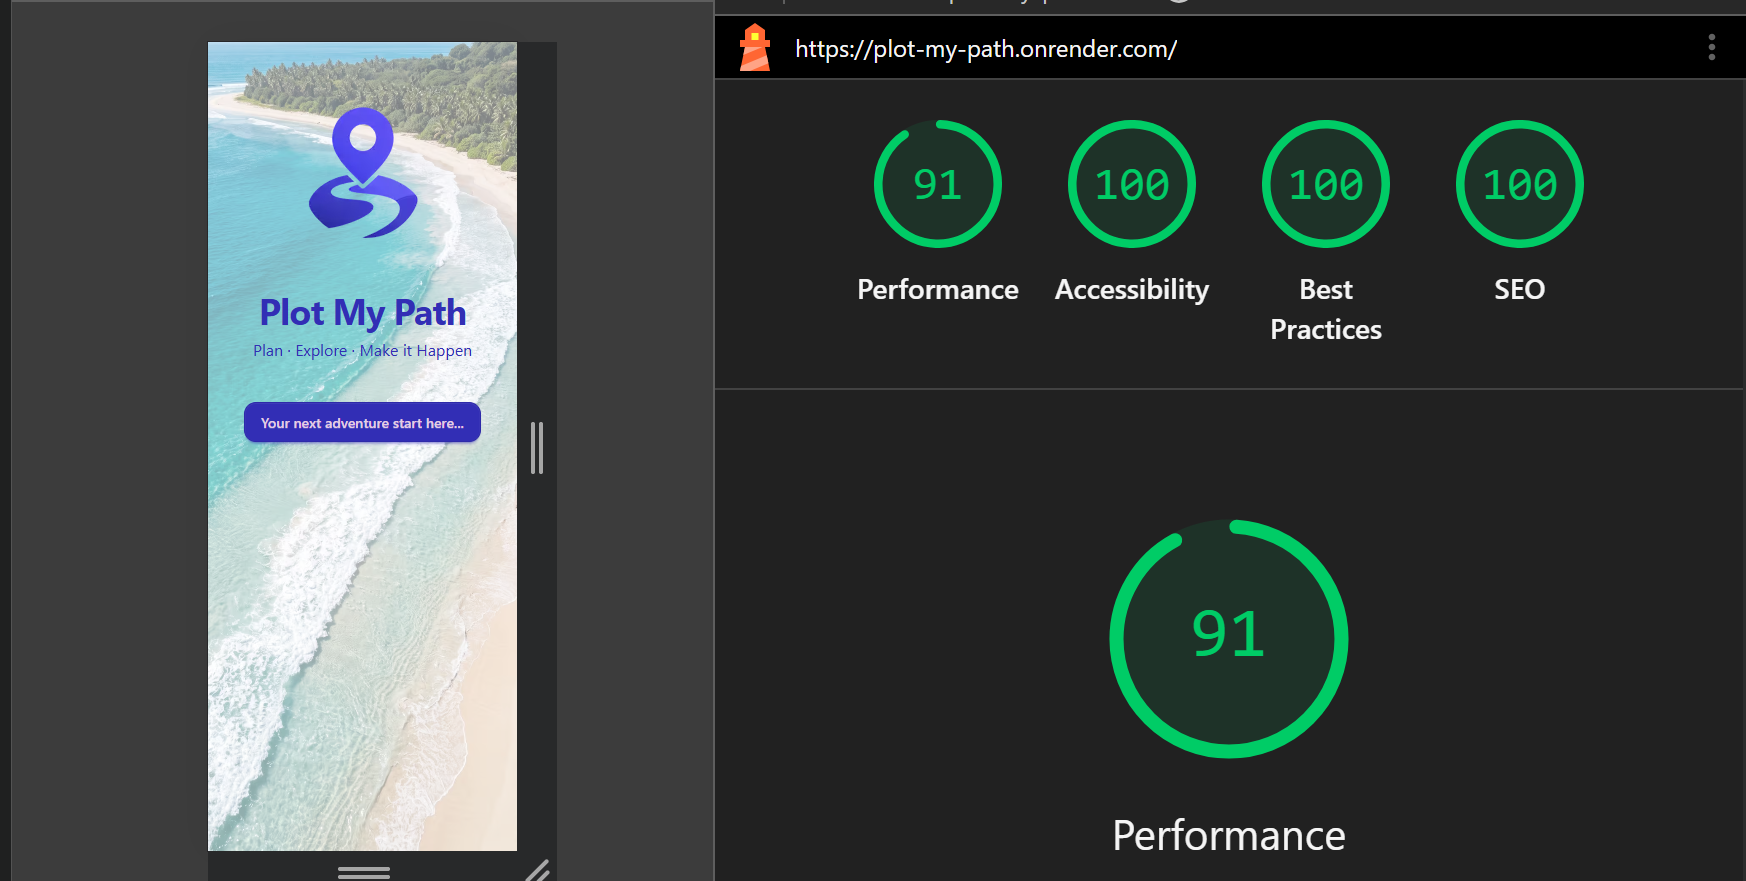 Plot My Path
Plan · Explore · Make it Happen
Your next adventure start here...
https://plot-my-path.onrender.com/
91
100
100
100
Performance
Accessibility
Best
Practices
SEO
91
Performance